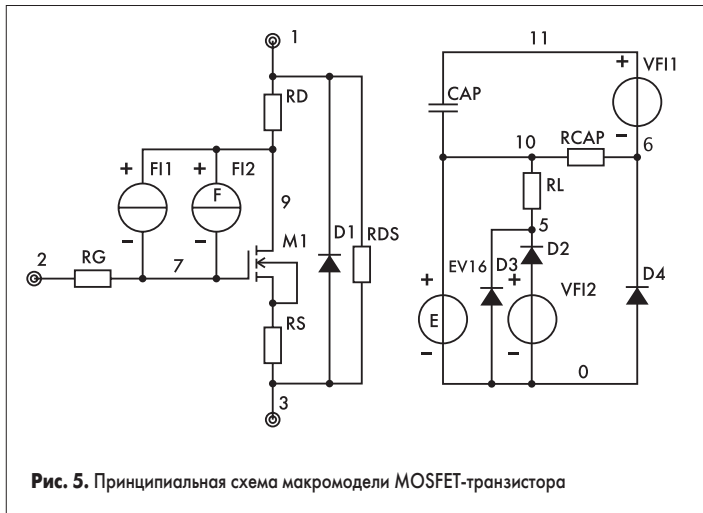 1
11
+
VFI1
RD
CAP
-
10
RCAP
6
+
FI1
+
FI2
F
9
RL
-
-
M1
D1
RDS
5
2
RG
7
EV16
D3
D2
D4
+
+
VFI2
RS
E
-
-
0
3
Рис. 5. Принципиальная схема макромодели MOSFET-транзистора